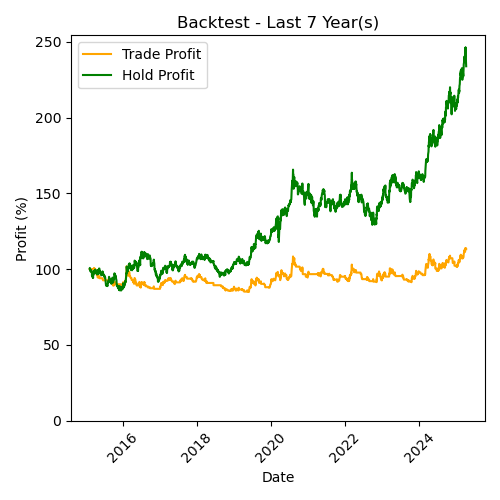 Backtest - Last 7 Year(s)
Trade Profit
Hold Profit
Profit (%)
250
200
150
100
50
0
2016
2018
2020
2022
2024
Date